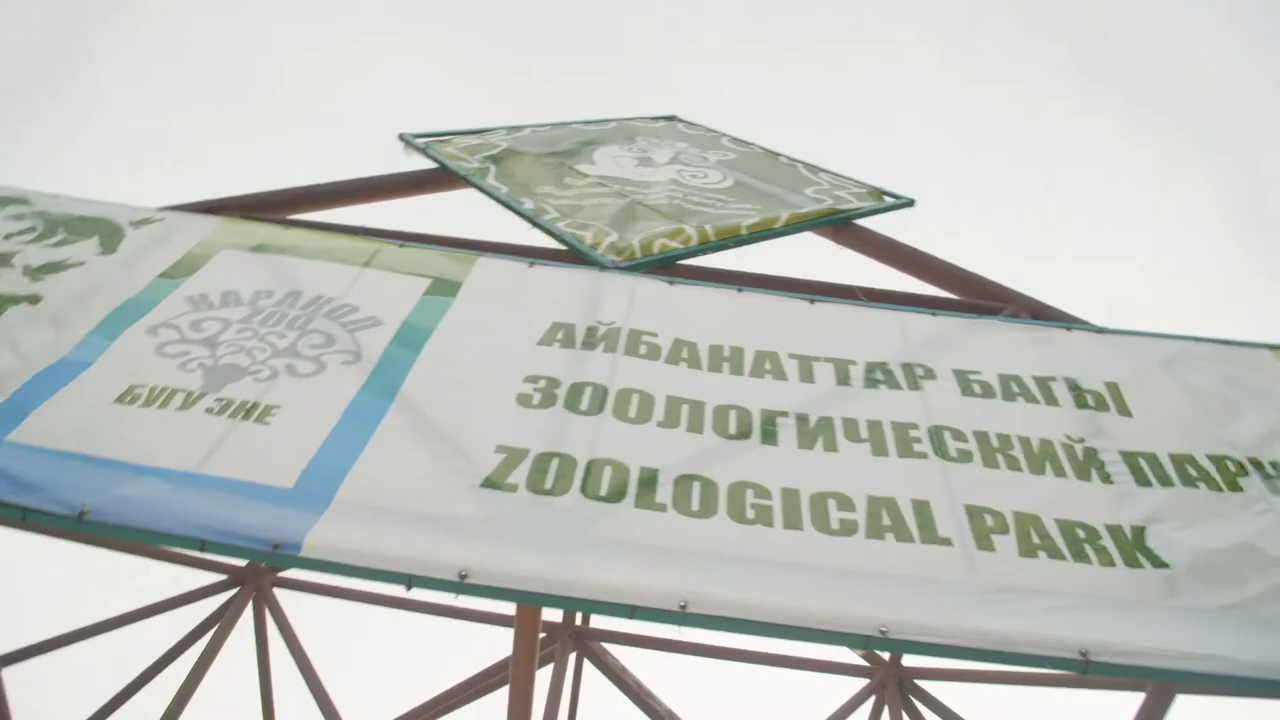 КАРАКОЛ
ZOO
БУГУ ЭНЕ
АЙБАНАТТАР БАГЫ
ЗООЛОГИЧЕСКИЙ ПАРК
ZOOLOGICAL PARK